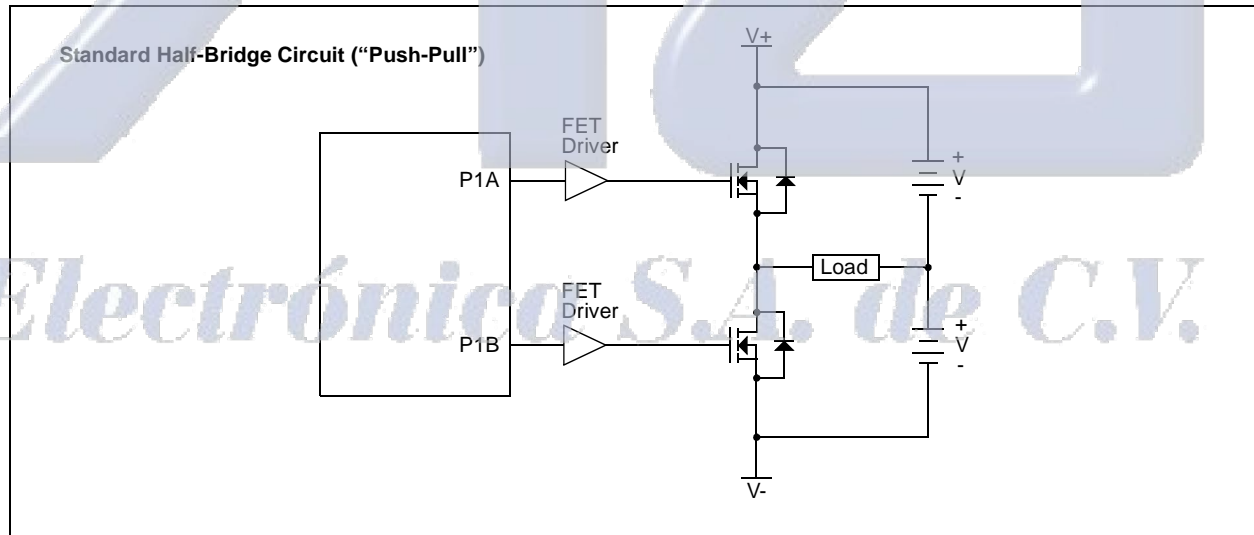 Standard Half-Bridge Circuit (“Push-Pull”)
V+
FET
Driver
P1A
+
V
-
Load
Electrónica S.A. de C.V.
FET
Driver
P1B
+
V
-
V-